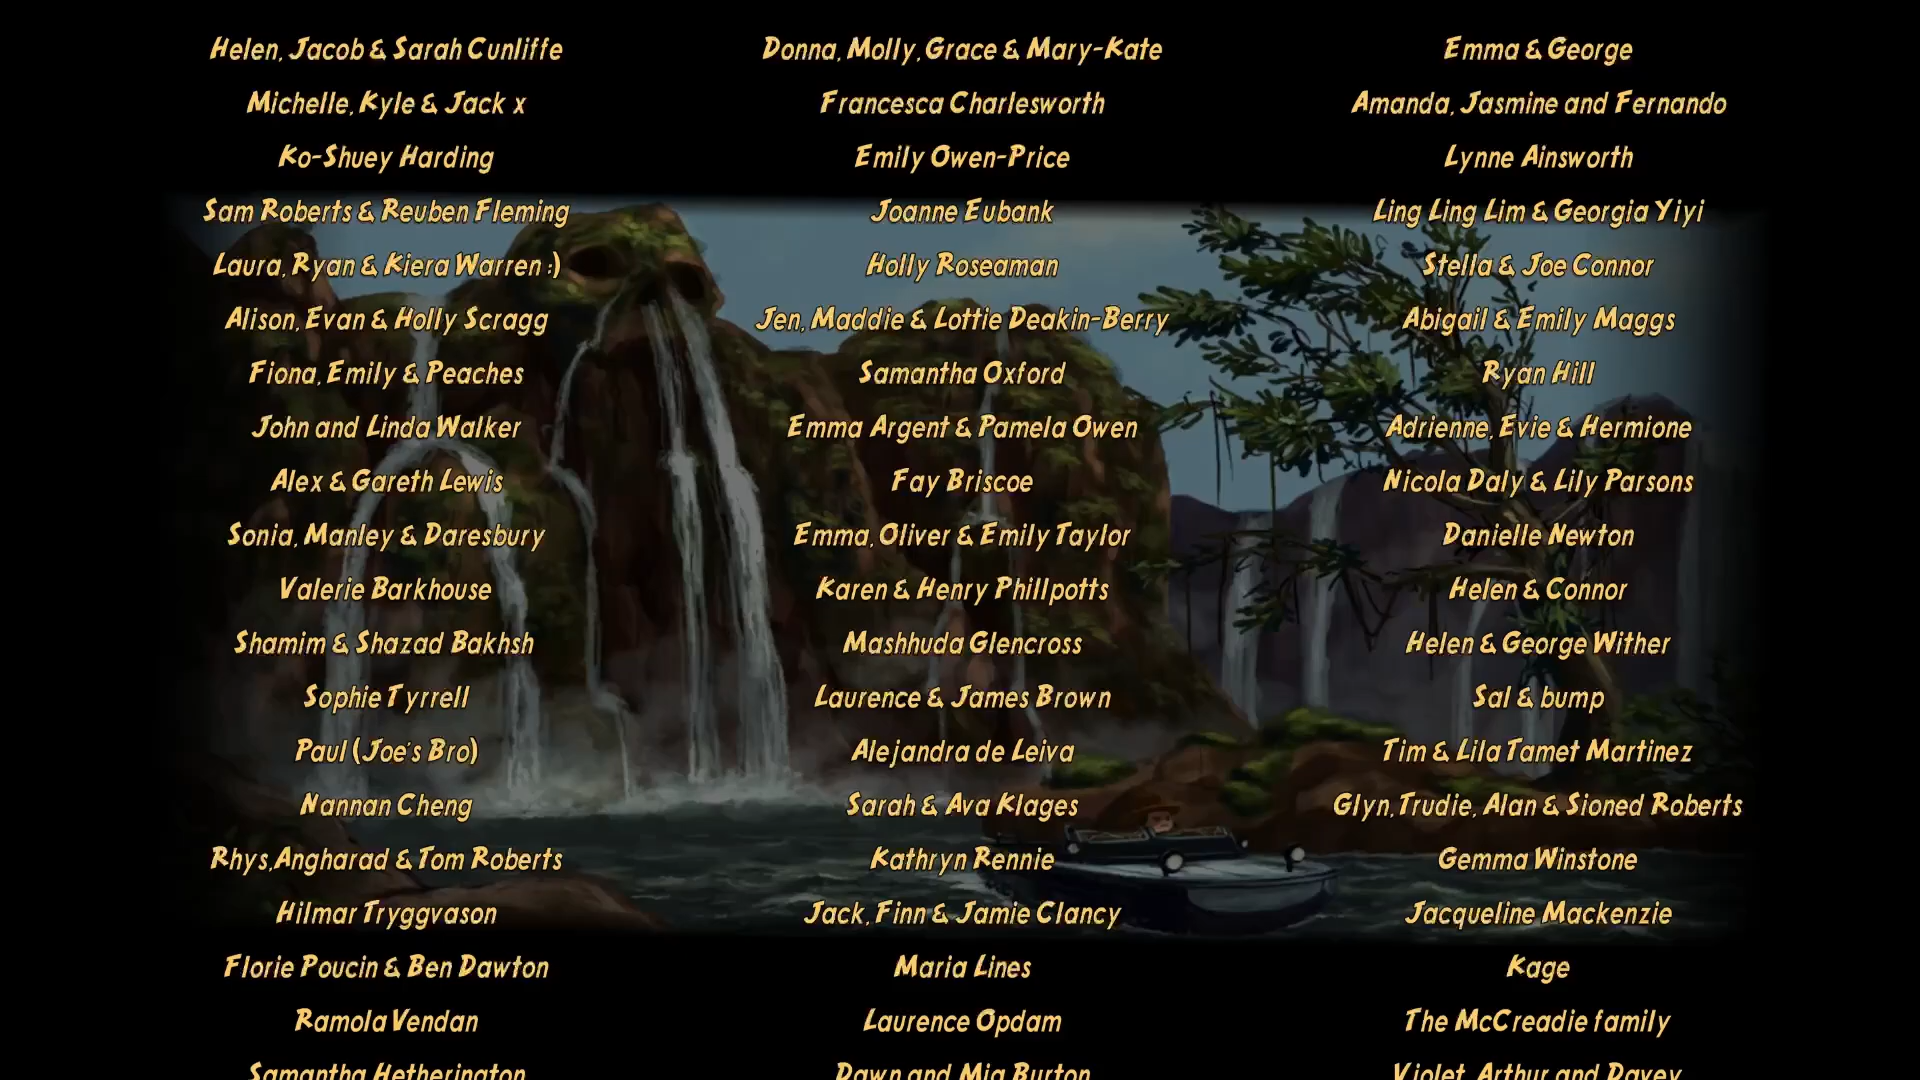 Helen, Jacob & Sarah Cunliffe
Michelle, Kyle & Jack x
Ko-Shuey Harding
Sam Roberts & Reuben Fleming
Laura, Ryan & Kiera Warren :)
Alison, Evan & Holly Scragg
Fiona, Emily & Peaches
John and Linda Walker
Alex & Gareth Lewis
Sonia, Manley & Daresbury
Valerie Barkhouse
Shamim & Shazad Bakhsh
Sophie Tyrrell
Paul (Joe's Bro)
Nannan Cheng
Rhys, Angharad & Tom Roberts
Hilmar Tryggvason
Florie Poucin & Ben Dawton
Ramola Vendan
Samantha Hetherington
Donna, Molly, Grace & Mary-Kate
Francesca Charlesworth
Emily Owen-Price
Joanne Eubank
Holly Roseaman
Jen, Maddie & Lottie Deakin-Berry
Samantha Oxford
Emma Argent & Pamela Owen
Fay Briscoe
Emma, Oliver & Emily Taylor
Karen & Henry Phillpotts
Mashhuda Glencross
Laurence & James Brown
Alejandra de Leiva
Sarah & Ava Klages
Kathryn Rennie
Jack, Finn & Jamie Clancy
Maria Lines
Laurence Opdam
Dawn and Mia Burton
Emma & George
Amanda, Jasmine and Fernando
Lynne Ainsworth
Ling Ling Lim & Georgia Yiyi
Stella & Joe Connor
Abigail & Emily Maggs
Ryan Hill
Adrienne, Evie & Hermione
Nicola Daly & Lily Parsons
Danielle Newton
Helen & Connor
Helen & George Wither
Sal & bump
Tim & Lila Tamet Martinez
Glyn, Trudie, Alan & Sioned Roberts
Gemma Winstone
Jacqueline Mackenzie
Kage
The McCreadie family
Violet, Arthur and Davey